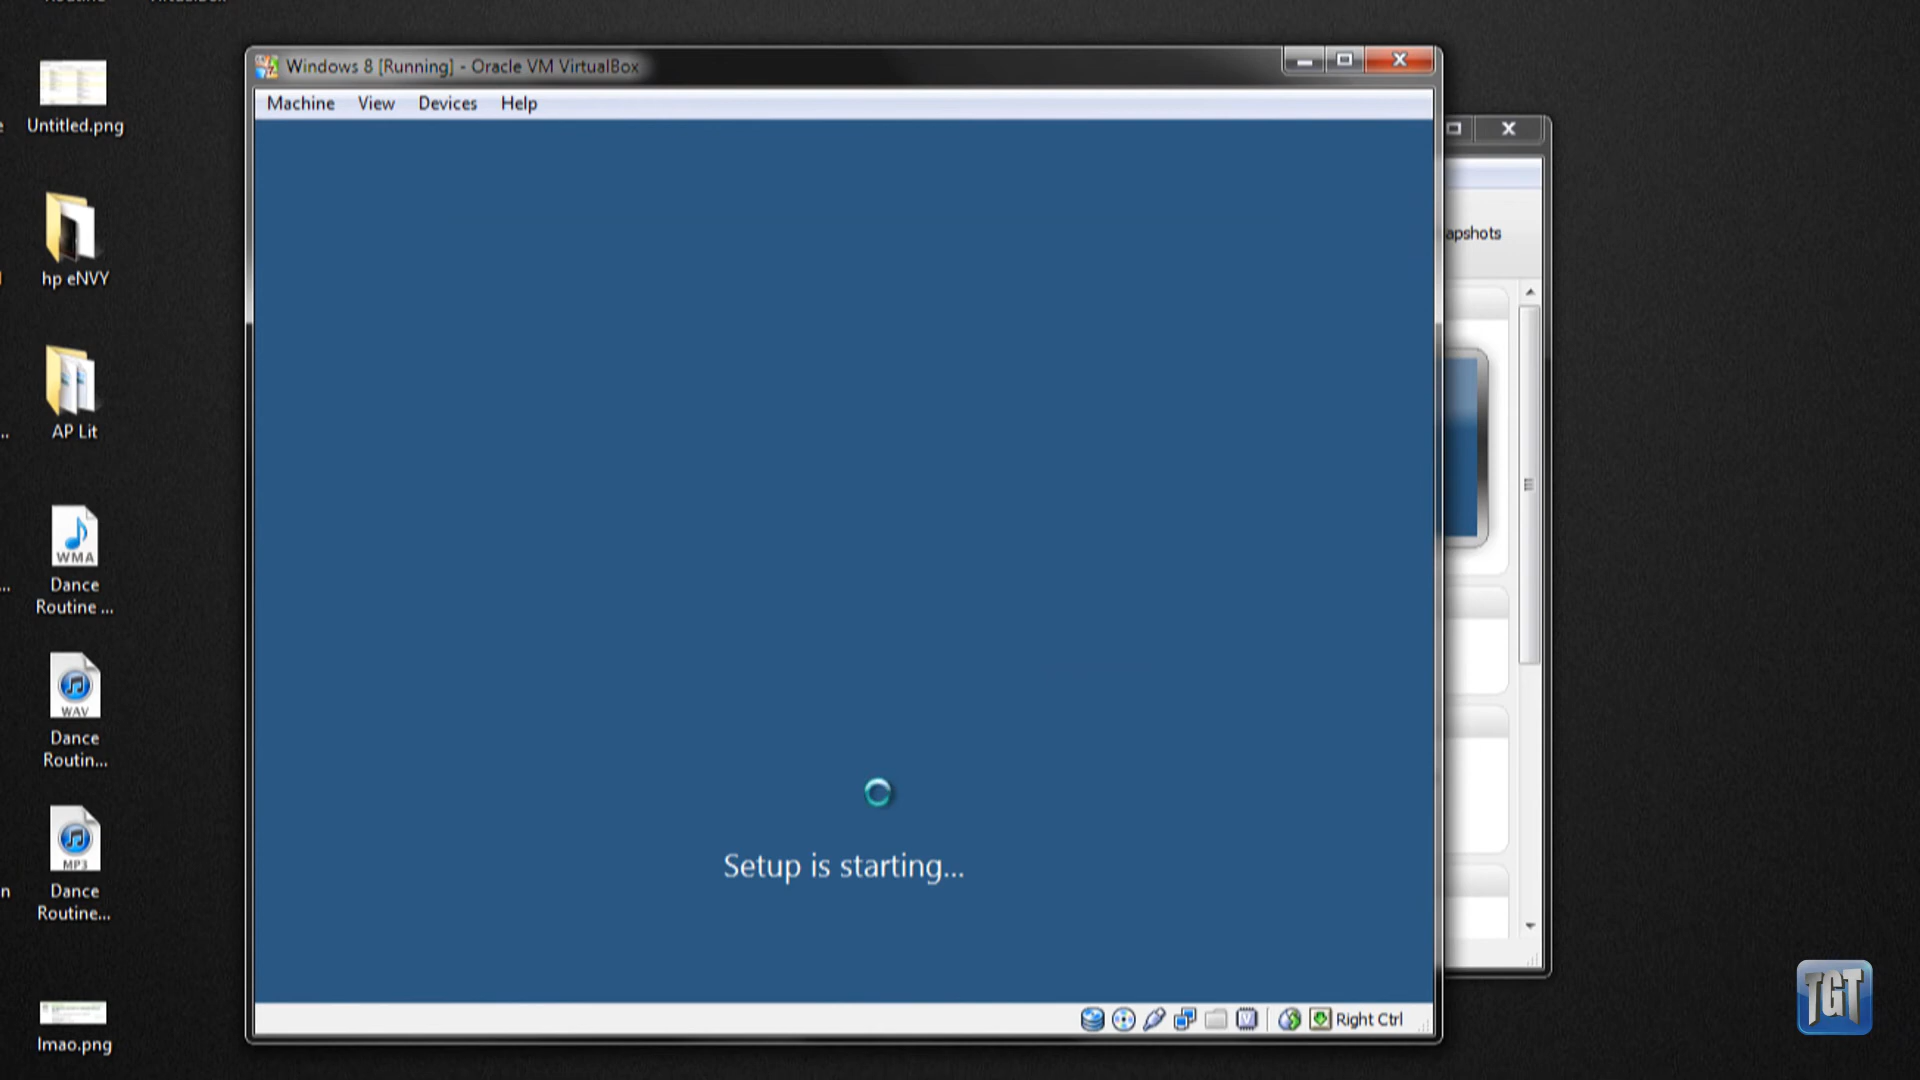 Windows 8 [Running] - Oracle VM VirtualBox
Machine View Devices Help
Untitled.png
apshots
hp eNVY
AP Lit
Setup is starting...
WMA
Dance
Routine ...
WAV
Dance
Routin...
MP3
Dance
Routine...
lmao.png
Right Ctrl
TGT